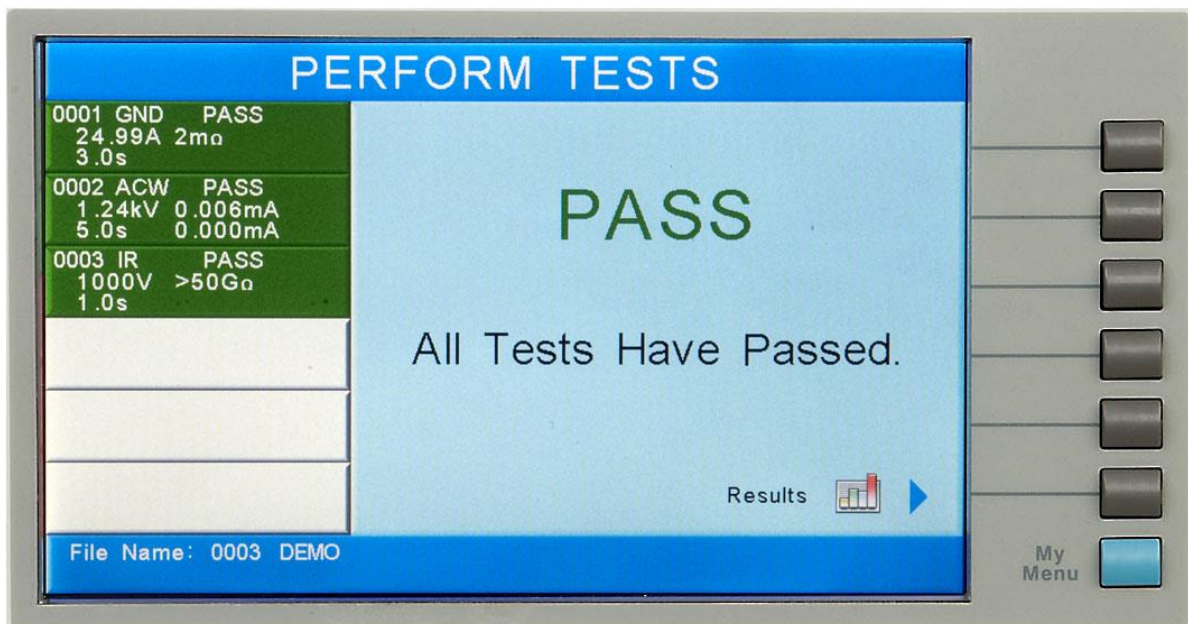 PERFORM TESTS
0001 GND PASS
24.99A 2mΩ
3.0s
0002 ACW PASS
1.24kV 0.006mA
5.0s 0.000mA
0003 IR PASS
1000V >50GΩ
1.0s
PASS
All Tests Have Passed.
Results
File Name: 0003 DEMO
My
Menu